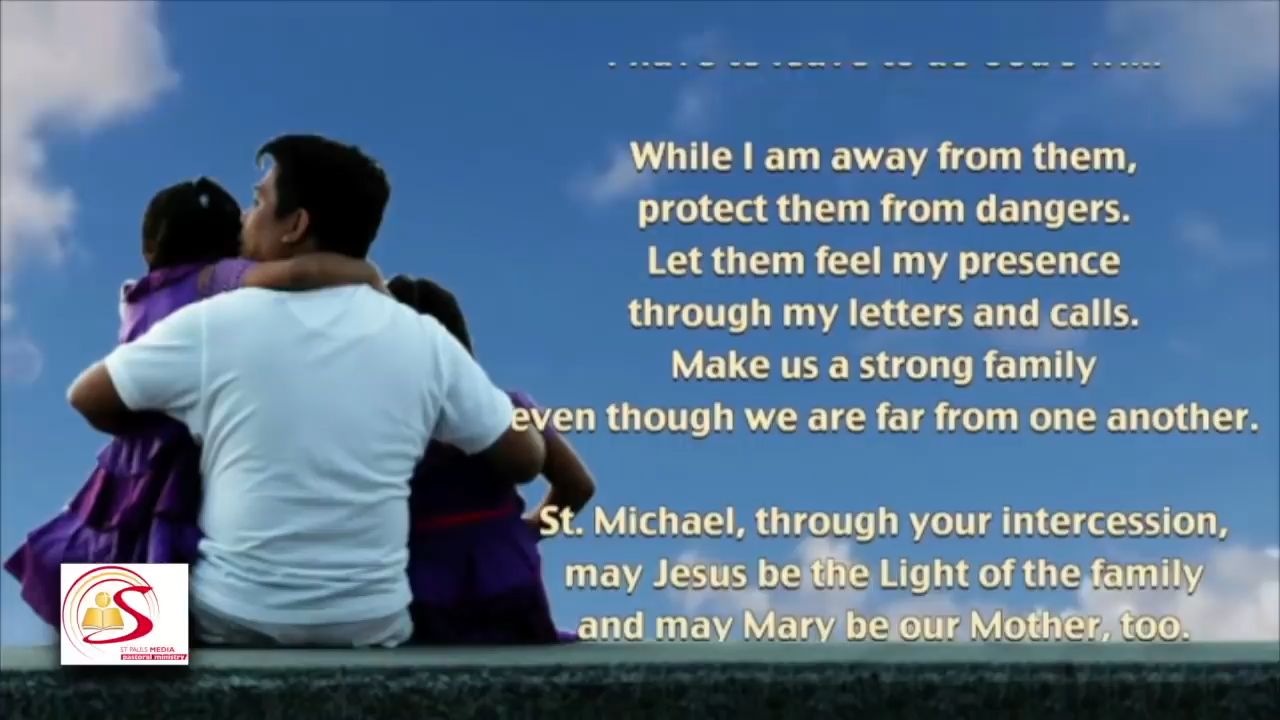 While I am away from them,
protect them from dangers.
Let them feel my presence
through my letters and calls.
Make us a strong family
even though we are far from one another.
St. Michael, through your intercession,
may Jesus be the Light of the family
and may Mary be our Mother, too.
S
ST PAULS MEDIA
pastoral ministry